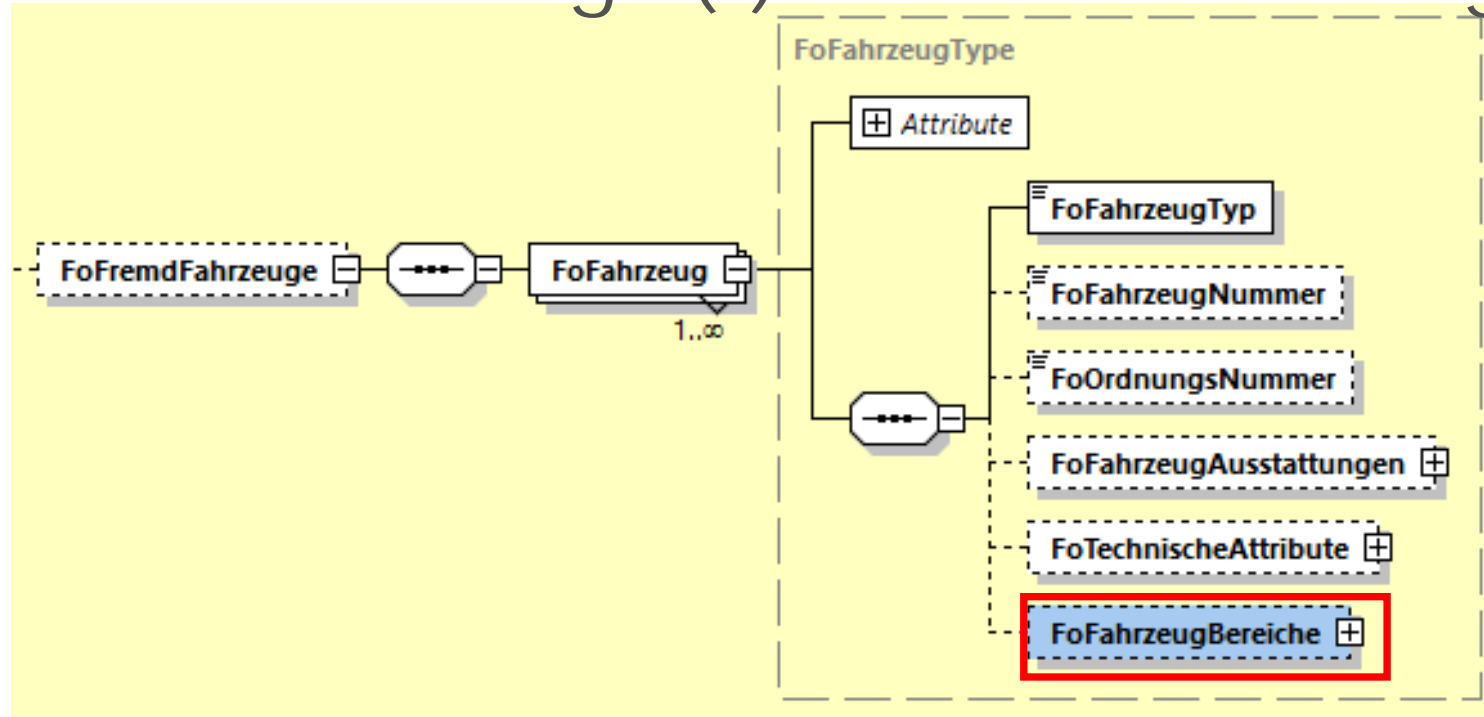 FoFahrzeugType
Attribute
FoFahrzeugTyp
FoFahrzeugNummer
FoFremdFahrzeuge
FoFahrzeug
1..∞
FoOrdnungsNummer
FoFahrzeugAusstattungen
FoTechnischeAttribute
FoFahrzeugBereiche